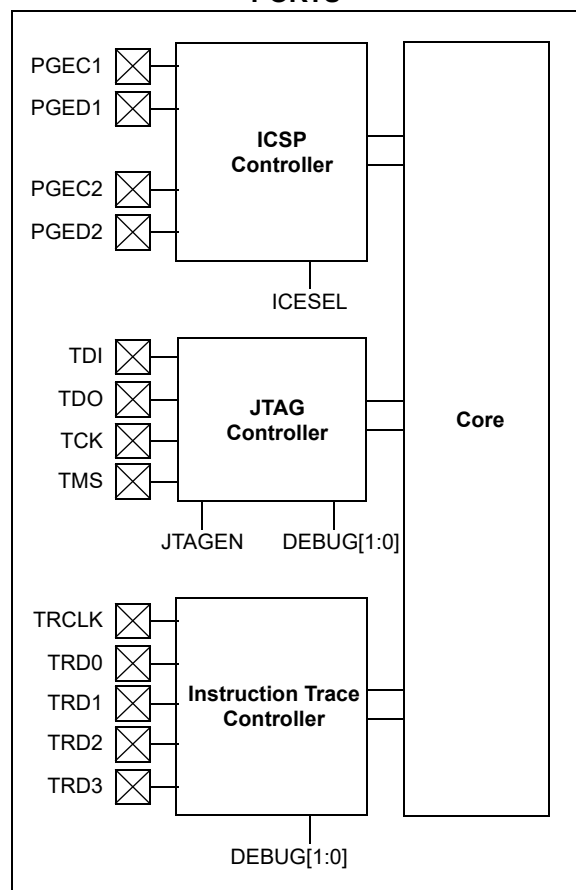 PORTS
PGEC1
PGED1
ICSP
Controller
PGEC2
PGED2
ICESEL
TDI
TDO
TCK
TMS
JTAG
Controller
Core
JTAGEN
DEBUG[1:0]
TRCLK
TRD0
TRD1
TRD2
TRD3
Instruction Trace
Controller
DEBUG[1:0]